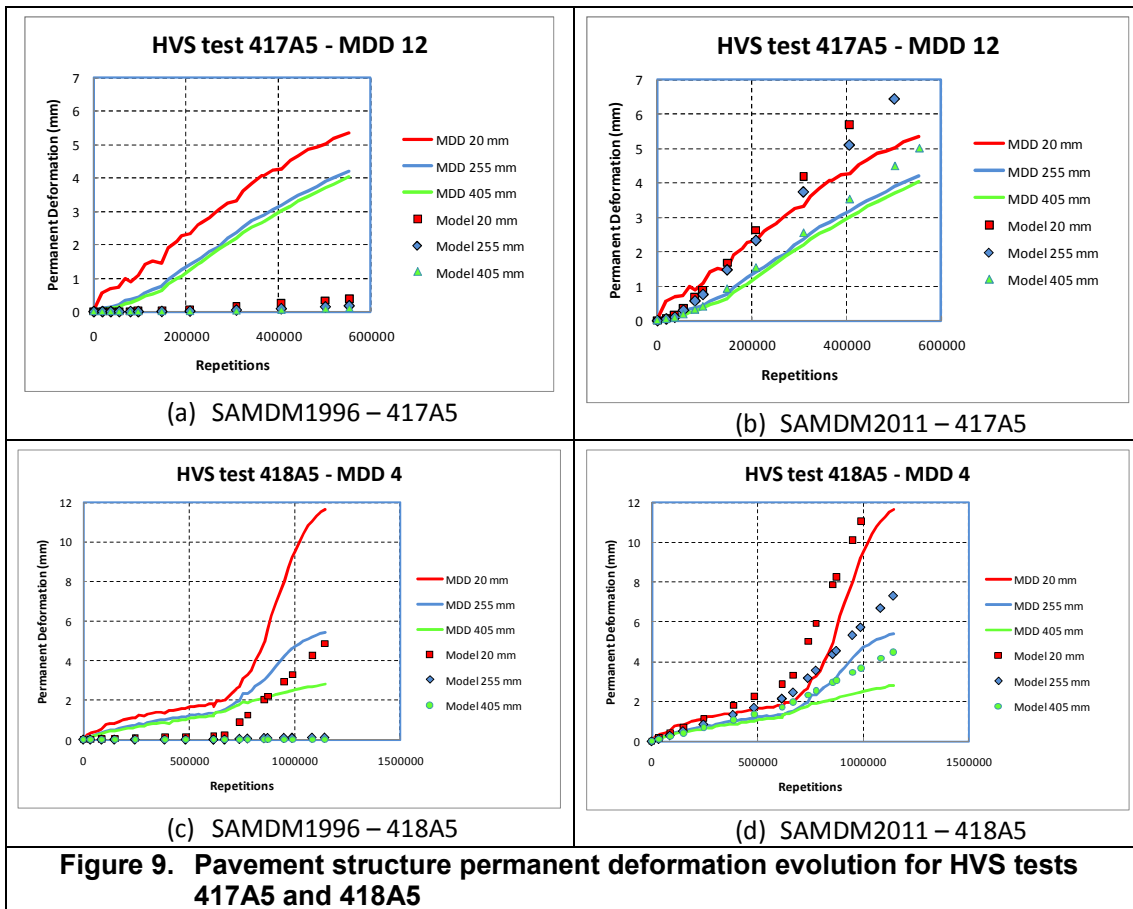 HVS test 417A5 - MDD 12
Permanent Deformation (mm)
7
6
5
4
3
2
1
0
0 200000 400000 600000
Repetitions
MDD 20 mm
MDD 255 mm
MDD 405 mm
Model 20 mm
Model 255 mm
Model 405 mm
(a) SAMDM1996 – 417A5
HVS test 417A5 - MDD 12
Permanent Deformation (mm)
7
6
5
4
3
2
1
0
0 200000 400000 600000
Repetitions
MDD 20 mm
MDD 255 mm
MDD 405 mm
Model 20 mm
Model 255 mm
Model 405 mm
(b) SAMDM2011 – 417A5
HVS test 418A5 - MDD 4
Permanent Deformation (mm)
12
10
8
6
4
2
0
0 500000 1000000 1500000
Repetitions
MDD 20 mm
MDD 255 mm
MDD 405 mm
Model 20 mm
Model 255 mm
Model 405 mm
(c) SAMDM1996 – 418A5
HVS test 418A5 - MDD 4
Permanent Deformation (mm)
12
10
8
6
4
2
0
0 500000 1000000 1500000
Repetitions
MDD 20 mm
MDD 255 mm
MDD 405 mm
Model 20 mm
Model 255 mm
Model 405 mm
(d) SAMDM2011 – 418A5
Figure 9. Pavement structure permanent deformation evolution for HVS tests
417A5 and 418A5